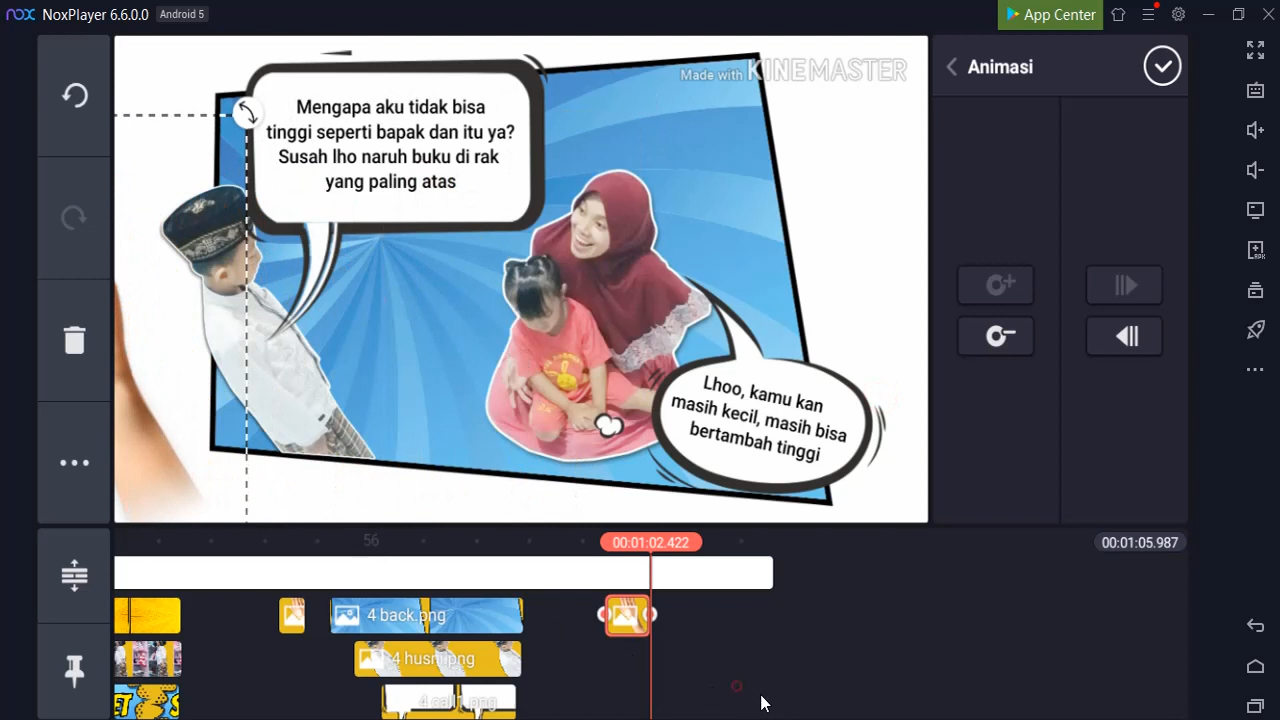 nox NoxPlayer 6.6.0.0 Android 5
App Center
Made with KINEMASTER
Animasi
Mengapa aku tidak bisa
tinggi seperti bapak dan itu ya?
Susah lho naruh buku di rak
yang paling atas
Lhoo, kamu kan
masih kecil, masih bisa
bertambah tinggi
56
00:01:02.422
00:01:05.987
4 back.png
4 husni.png